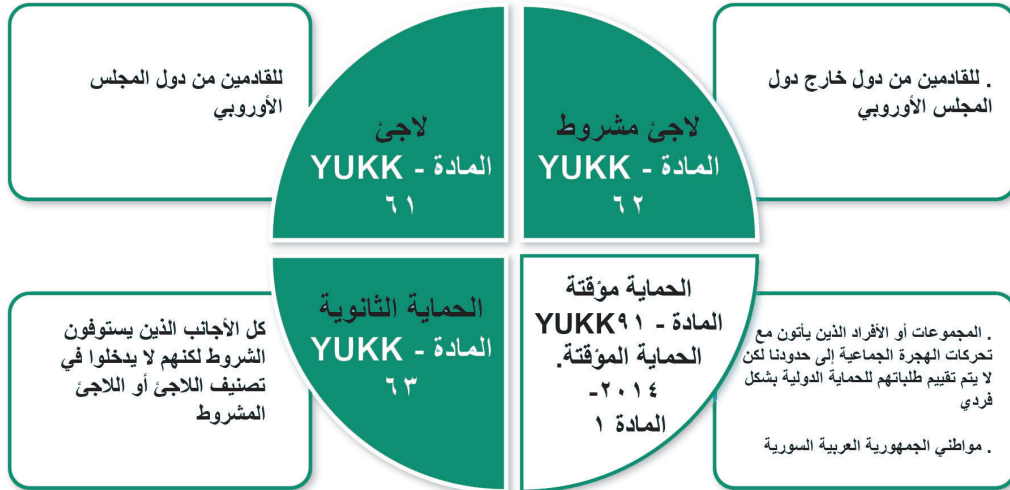 . للقادمين من دول خارج دول
المجلس الأوروبي
لاجئ مشروط
المادة - YUKK
٦٢
لاجئ
المادة - YUKK
٦١
للقادمين من دول المجلس
الأوروبي
. المجموعات أو الأفراد الذين يأتون مع
تحركات الهجرة الجماعية إلى حدودنا لكن
لا يتم تقييم طلباتهم للحماية الدولية بشكل
فردي
. مواطني الجمهورية العربية السورية
الحماية مؤقتة
المادة - YUKK٩١
الحماية المؤقتة.
٢٠١٤-
المادة ١
الحماية الثانوية
المادة - YUKK
٦٣
كل الأجانب الذين يستوفون
الشروط لكنهم لا يدخلوا في
تصنيف اللاجئ أو اللاجئ
المشروط